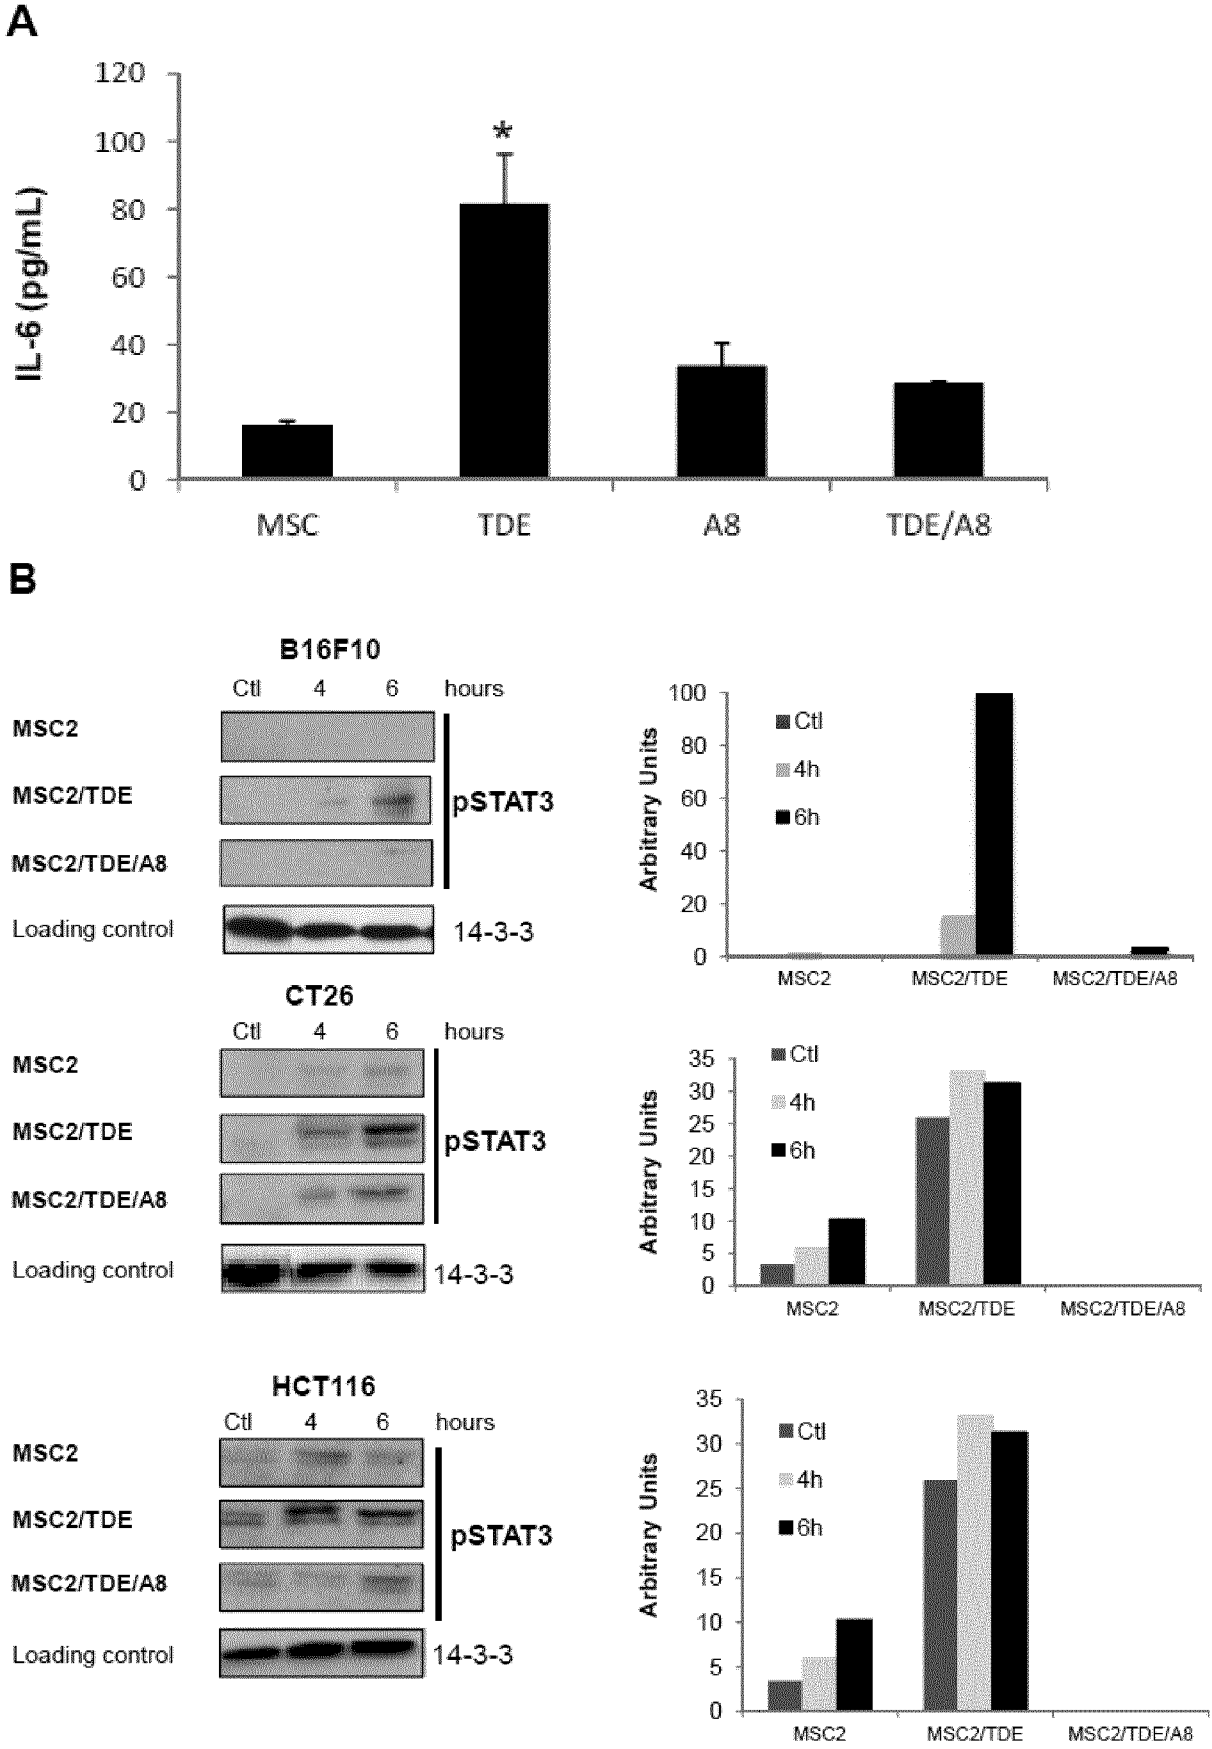 A
120
100
80
60
40
20
0
IL-6 (pg/mL)
*
MSC TDE A8 TDE/A8
B
B16F10
Ctl 4 6 hours
MSC2
MSC2/TDE
MSC2/TDE/A8
pSTAT3
Loading control 14-3-3
100
80
60
40
20
0
Arbitrary Units
Ctl
4h
6h
MSC2 MSC2/TDE MSC2/TDE/A8
CT26
Ctl 4 6 hours
MSC2
MSC2/TDE
MSC2/TDE/A8
pSTAT3
Loading control 14-3-3
35
30
25
20
15
10
5
0
Arbitrary Units
Ctl
4h
6h
MSC2 MSC2/TDE MSC2/TDE/A8
HCT116
Ctl 4 6 hours
MSC2
MSC2/TDE
MSC2/TDE/A8
pSTAT3
Loading control 14-3-3
35
30
25
20
15
10
5
0
Arbitrary Units
Ctl
4h
6h
MSC2 MSC2/TDE MSC2/TDE/A8